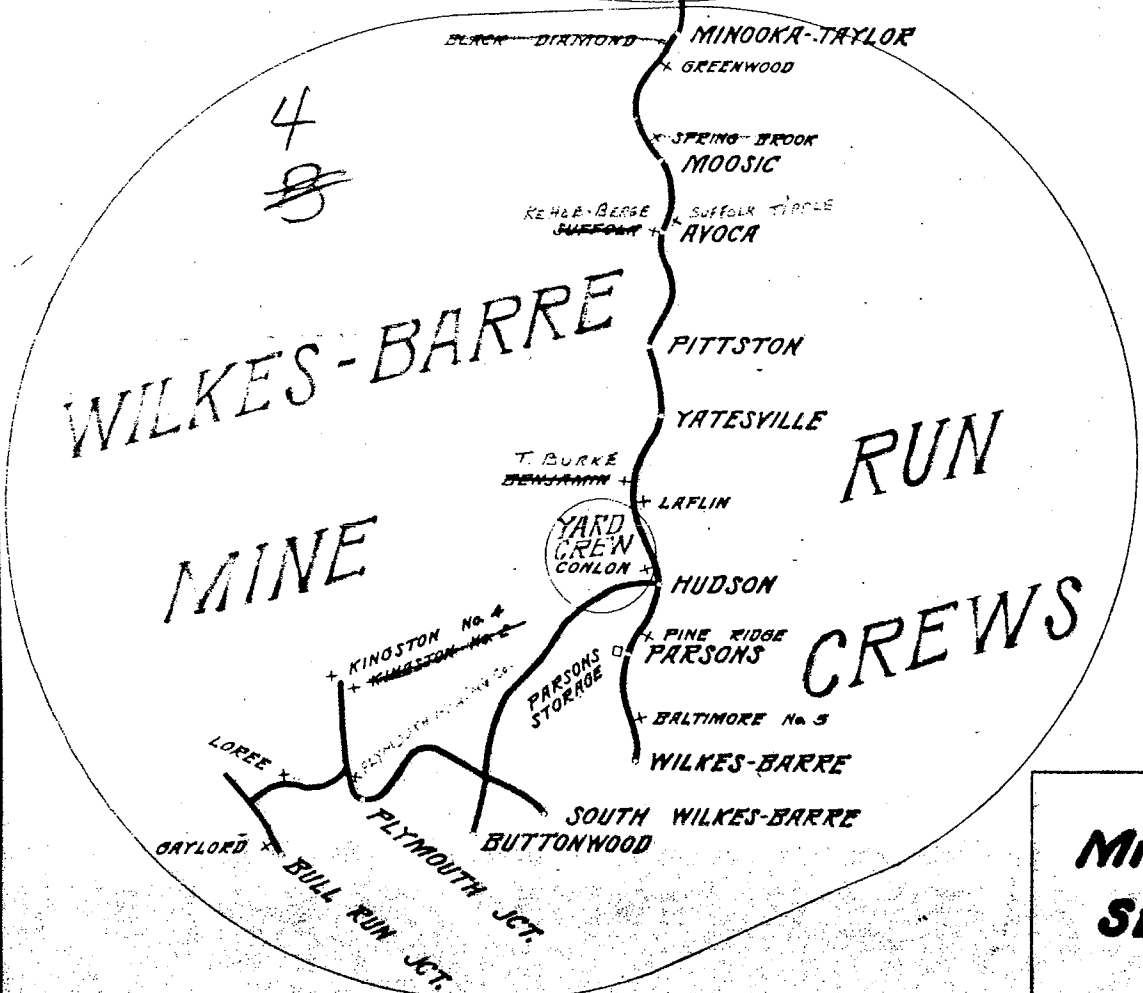 BLACK DIAMOND
MINOOKA-TAYLOR
GREENWOOD
4
B
SPRING BROOK
MOOSIC
KEHLE-BERGE
SUFFOLK TIPPLE
SUFFOLK
AVOCA
WILKES-BARRE
PITTSTON
YATESVILLE
RUN
T. BURKE
BENJAMIN
LAFLIN
YARD
CREW
CONLON
MINE
HUDSON
CREWS
KINGSTON No. 4
KINGSTON No. 2
PINE RIDGE
PARSONS
PARSONS
STORAGE
PLYMOUTH
BALTIMORE No 5
LOREE
WILKES-BARRE
SOUTH WILKES-BARRE
BUTTONWOOD
PLYMOUTH JCT.
GAYLORD
BULL RUN JCT.